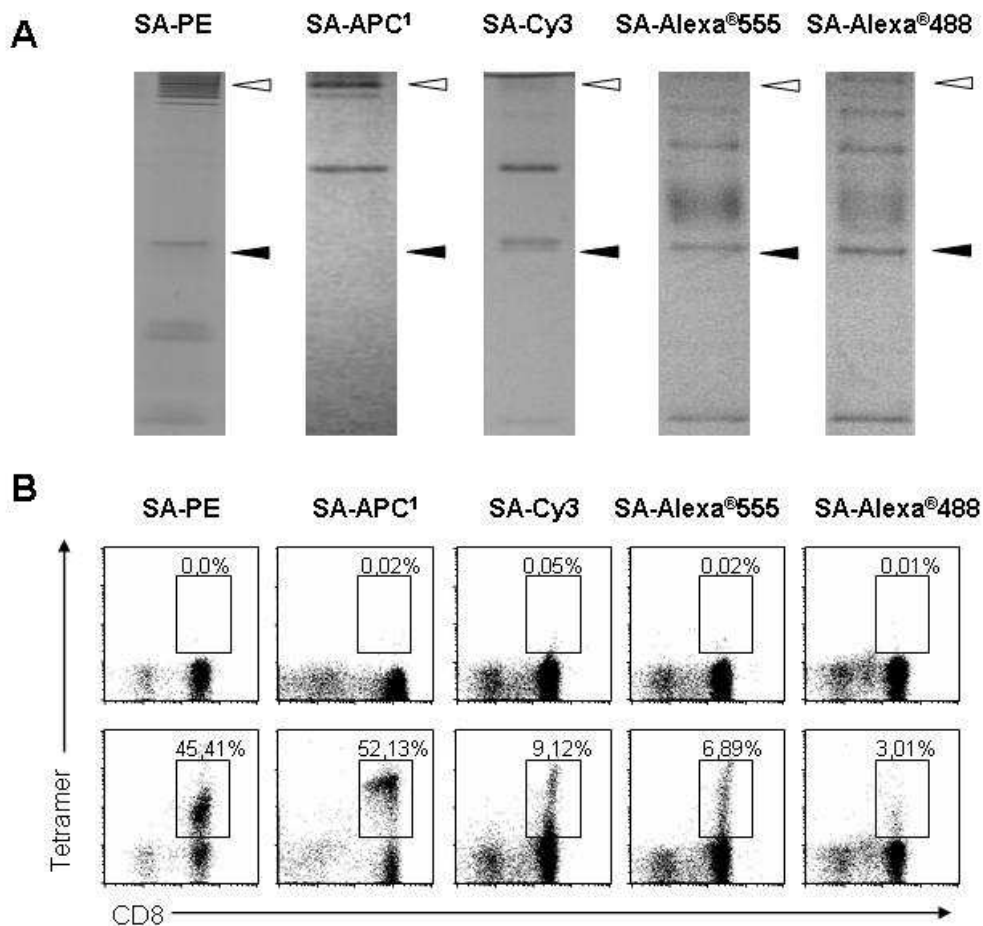 A
SA-PE SA-APC¹ SA-Cy3 SA-Alexa®555 SA-Alexa®488
B
SA-PE SA-APC¹ SA-Cy3 SA-Alexa®555 SA-Alexa®488
0,0% 0,02% 0,05% 0,02% 0,01%
45,41% 52,13% 9,12% 6,89% 3,01%
Tetramer
CD8